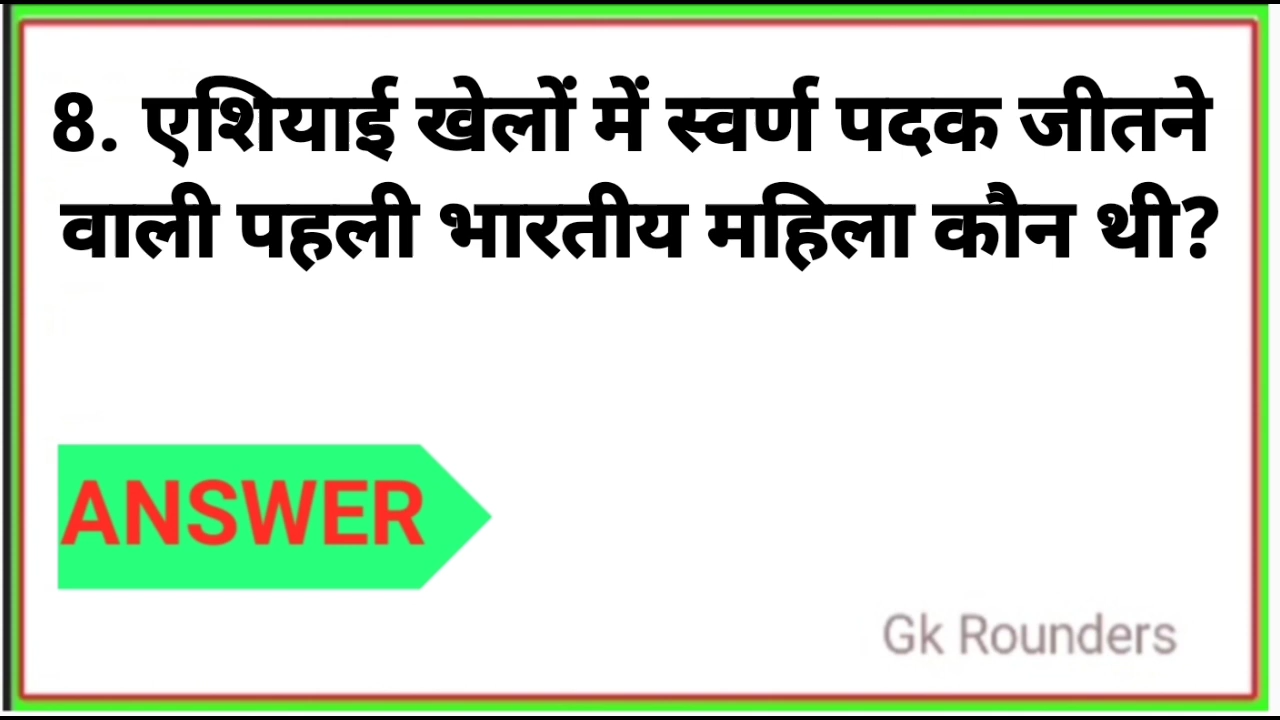 8. एशियाई खेलों में स्वर्ण पदक जीतने
वाली पहली भारतीय महिला कौन थी?
ANSWER
Gk Rounders